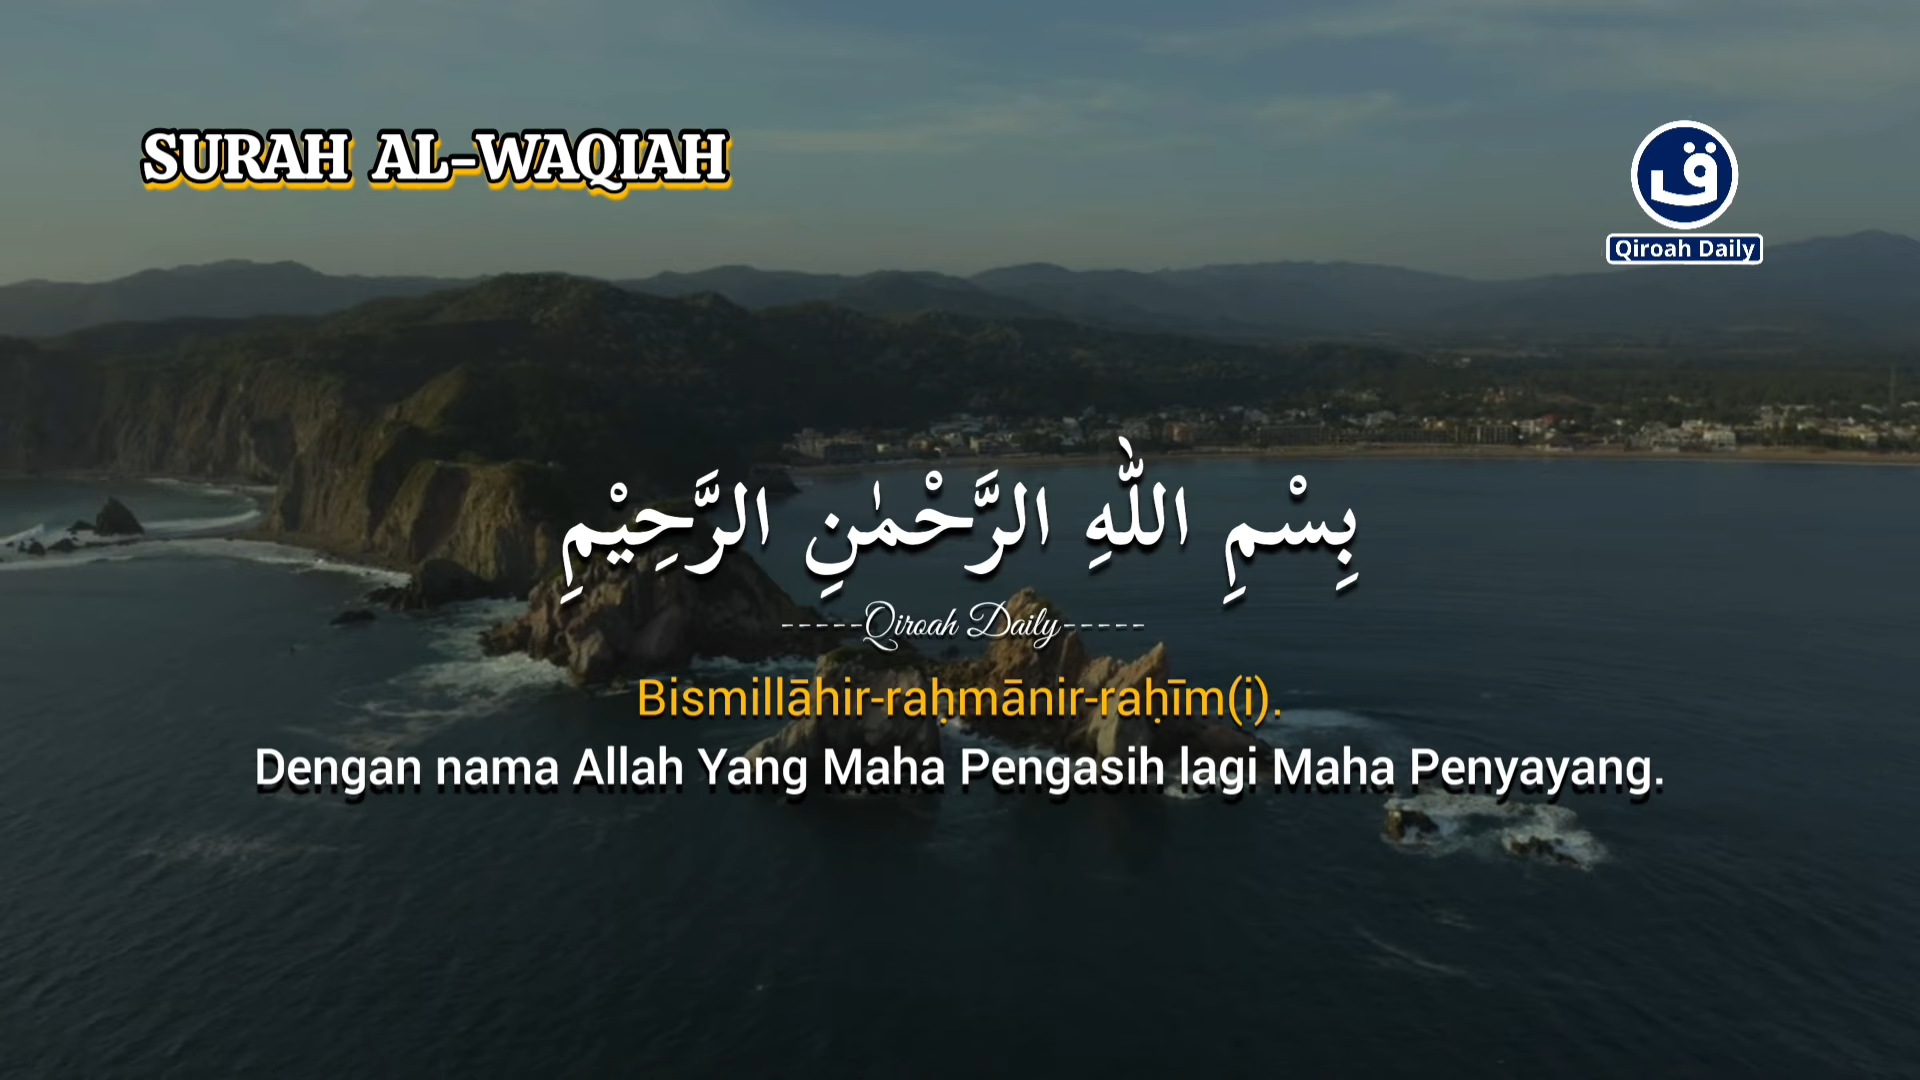 SURAH AL-WAQIAH
ق
Qiroah Daily
بِسْمِ اللّٰهِ الرَّحْمٰنِ الرَّحِيْمِ
-----Qiroah Daily-----
Bismillāhir-raḥmānir-raḥīm(i).
Dengan nama Allah Yang Maha Pengasih lagi Maha Penyayang.